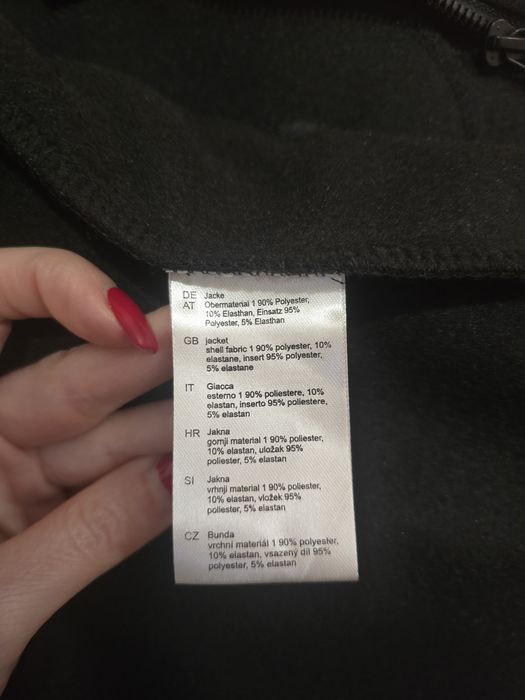 DE Jacke
AT Obermaterial 1 90% Polyester,
10% Elasthan, Einsatz 95%
Polyester, 5% Elasthan
GB jacket
shell fabric 1 90% polyester, 10%
elastane, insert 95% polyester,
5% elastane
IT Giacca
esterno 1 90% poliestere, 10%
elastan, inserto 95% poliestere,
5% elastan
HR Jakna
gornji material 1 90% poliester,
10% elastan, uložak 95%
poliester, 5% elastan
SI Jakna
vrhnji material 1 90% poliester,
10% elastan, vložek 95%
poliester, 5% elastan
CZ Bunda
vrchní materiál 1 90% polyester,
10% elastan, vsazený díl 95%
polyester, 5% elastan